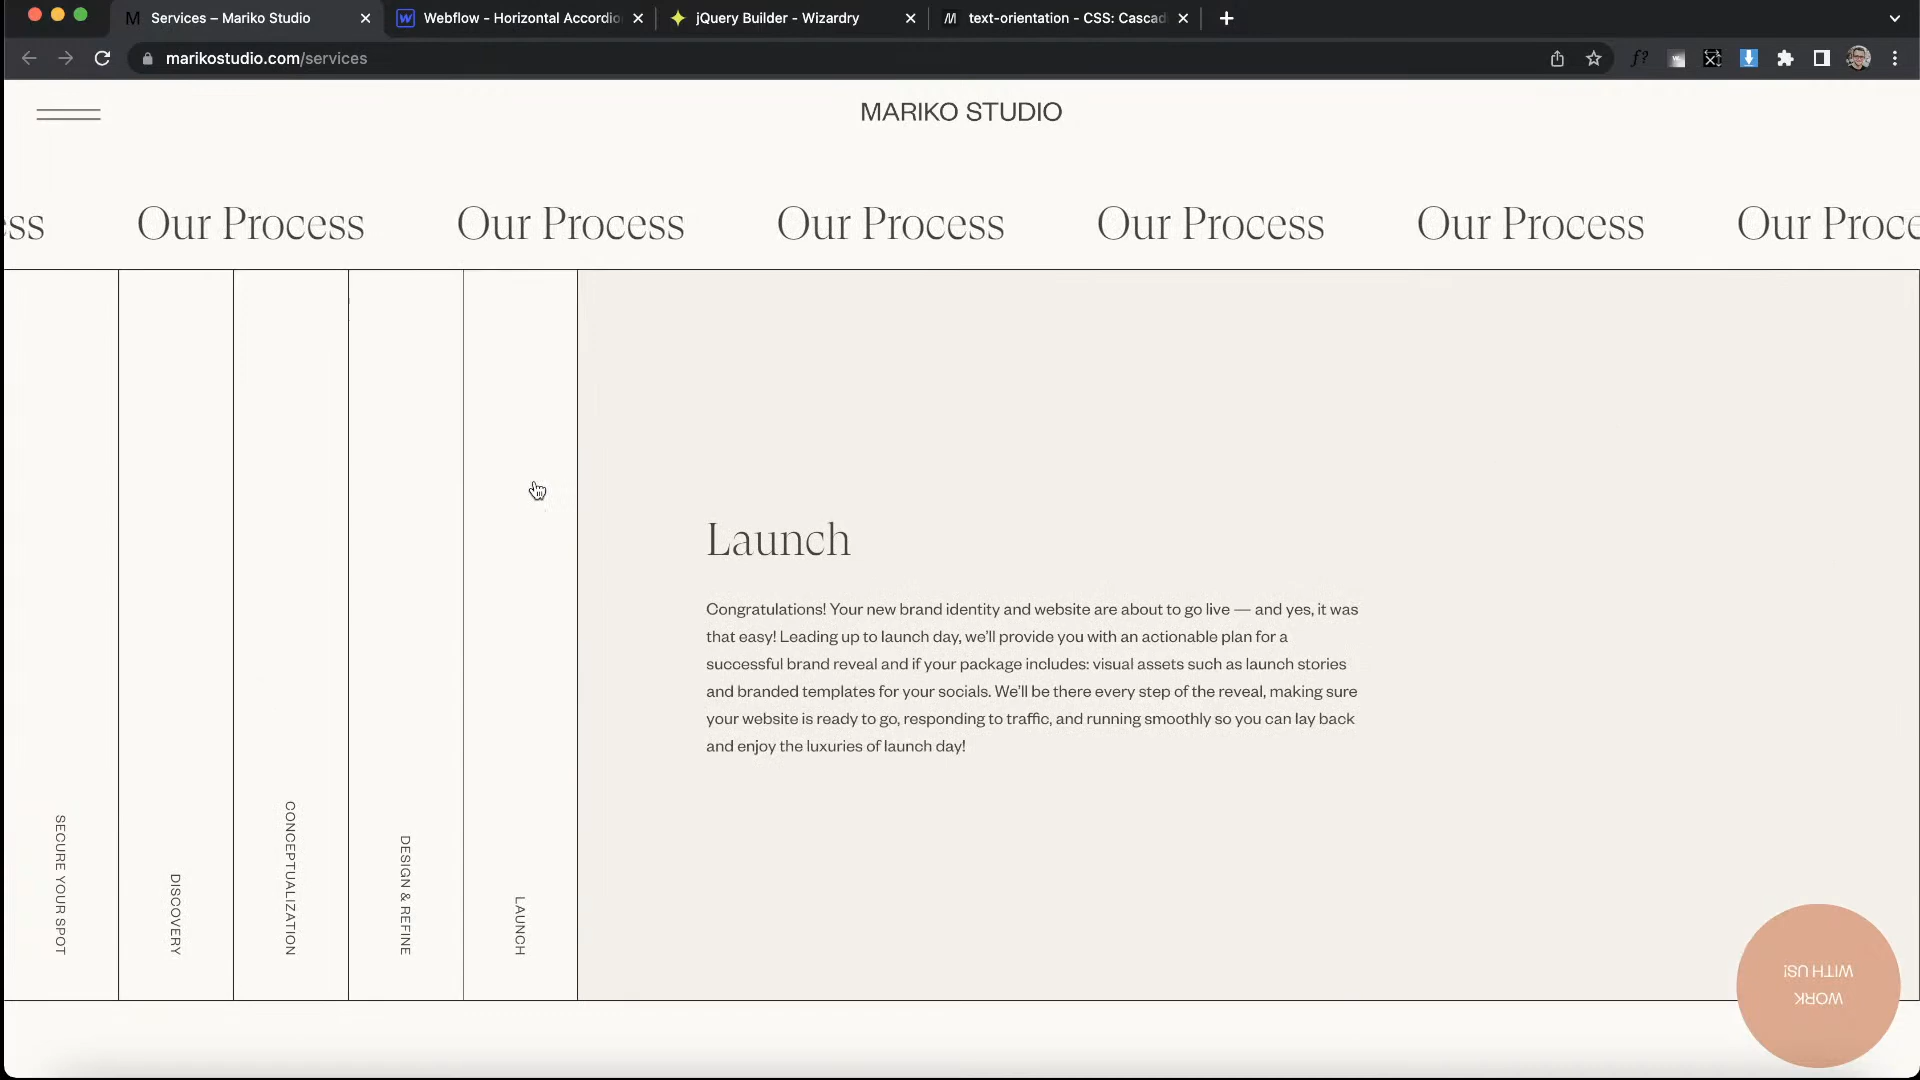 Services – Mariko Studio
Webflow - Horizontal Accordio
jQuery Builder - Wizardry
text-orientation - CSS: Cascad
marikostudio.com/services
MARIKO STUDIO
ess Our Process Our Process Our Process Our Process Our Process Our Proce
Launch
Congratulations! Your new brand identity and website are about to go live — and yes, it was
that easy! Leading up to launch day, we'll provide you with an actionable plan for a
successful brand reveal and if your package includes: visual assets such as launch stories
and branded templates for your socials. We'll be there every step of the reveal, making sure
your website is ready to go, responding to traffic, and running smoothly so you can lay back
and enjoy the luxuries of launch day!
SECURE YOUR SPOT
DISCOVERY
CONCEPTUALIZATION
DESIGN & REFINE
LAUNCH
WORK
WITH US!